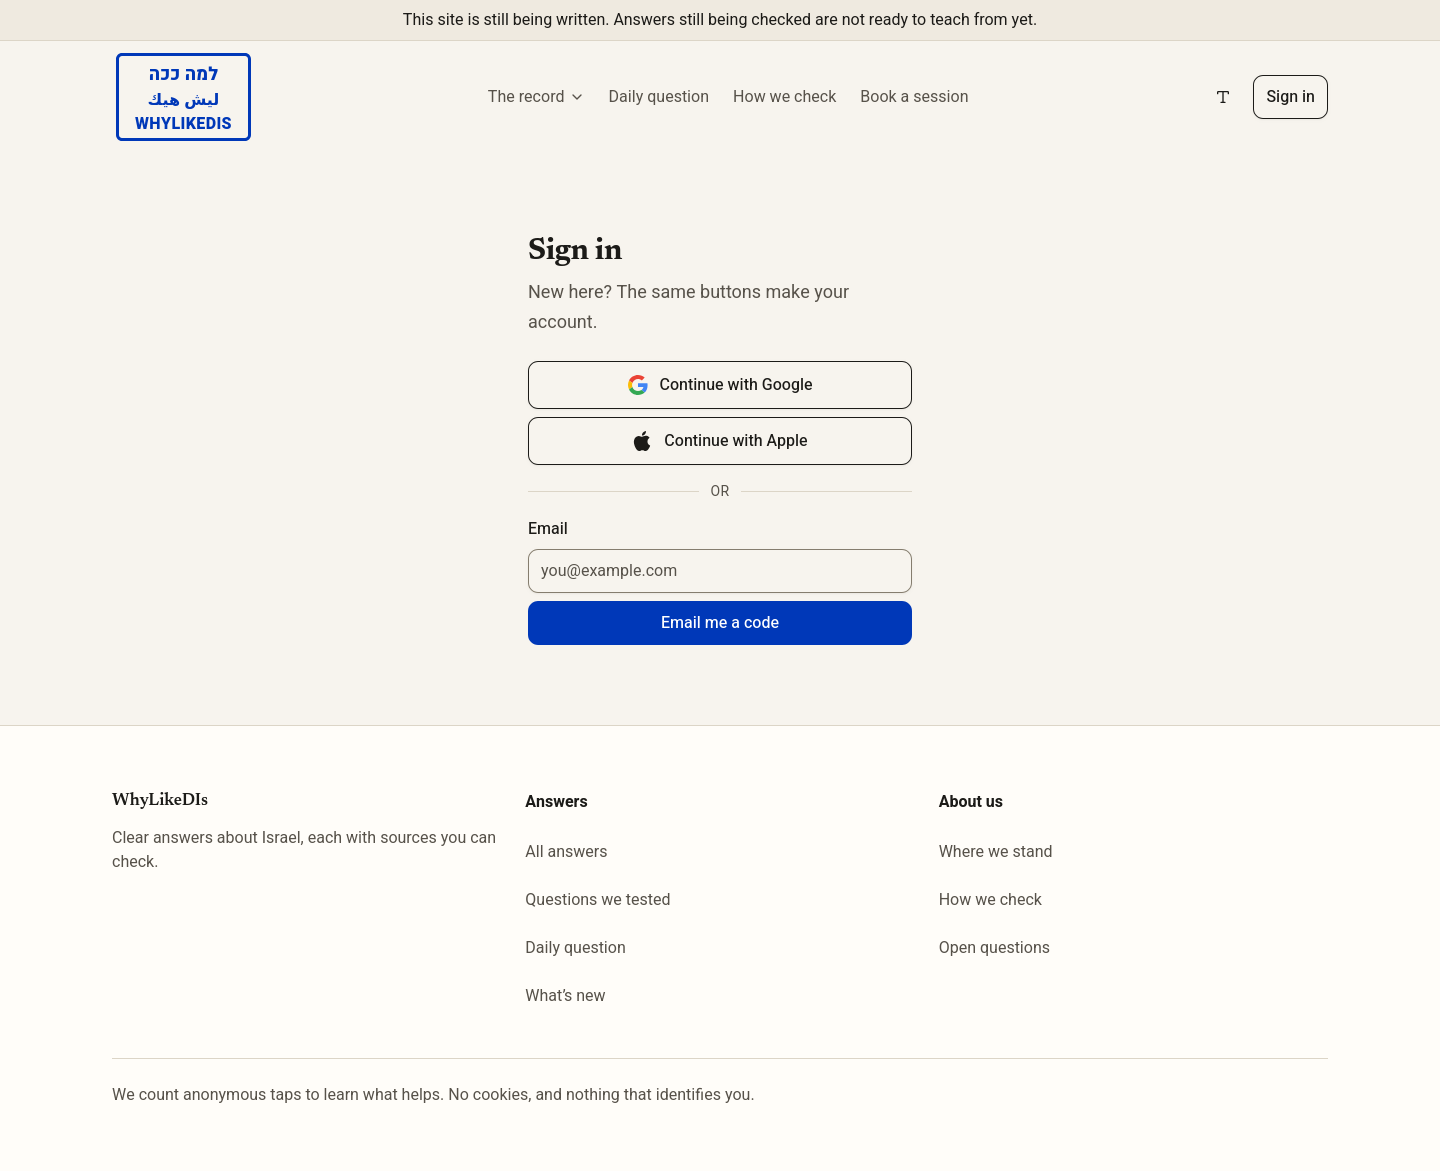 This site is still being written. Answers still being checked are not ready to teach from yet.
למה ככה
ليش هيك
WHYLIKEDIS
The record
Daily question
How we check
Book a session
T
Sign in
Sign in
New here? The same buttons make your
account.
Continue with Google
Continue with Apple
OR
Email
you@example.com
Email me a code
WhyLikeDIs
Clear answers about Israel, each with sources you can
check.
Answers
All answers
Questions we tested
Daily question
What’s new
About us
Where we stand
How we check
Open questions
We count anonymous taps to learn what helps. No cookies, and nothing that identifies you.